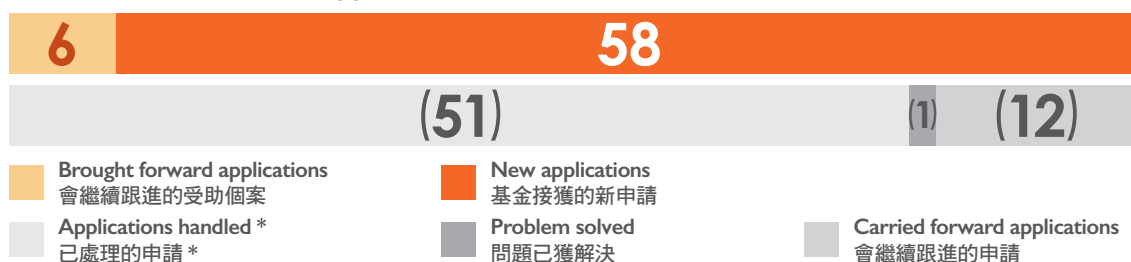 6 58
(51) (1) (12)
Brought forward applications
會繼續跟進的受助個案
New applications
基金接獲的新申請
Applications handled *
已處理的申請 *
Problem solved
問題已獲解決
Carried forward applications
會繼續跟進的申請